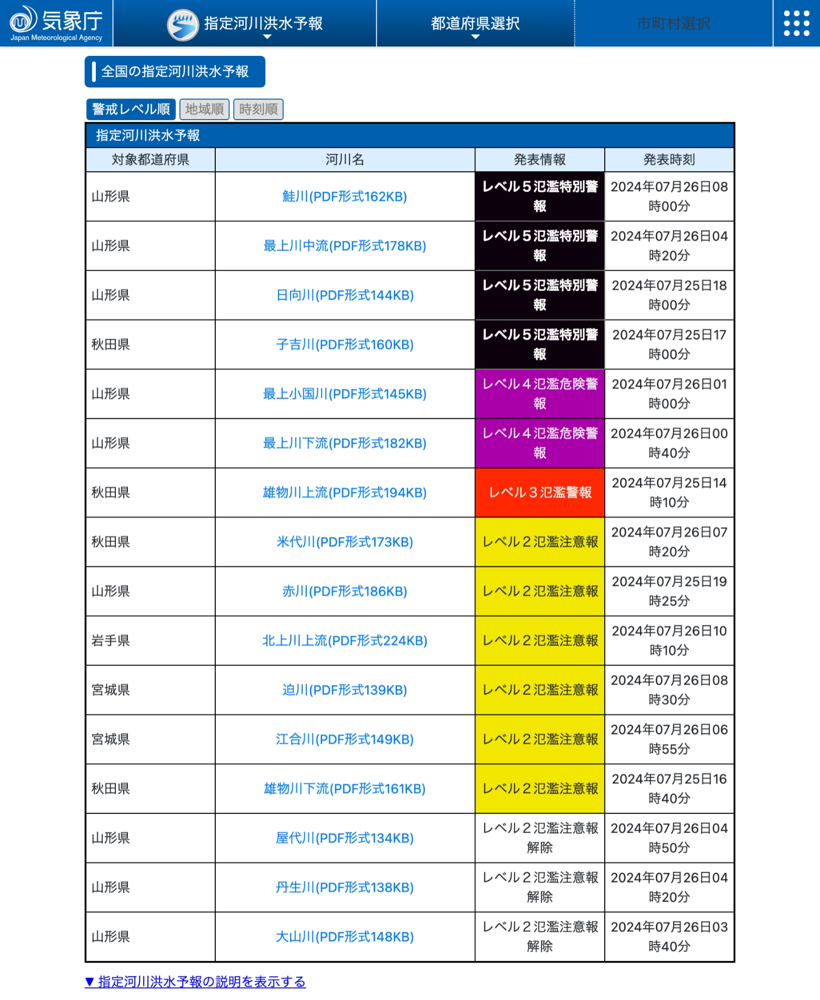 気象庁
Japan Meteorological Agency
指定河川洪水予報
都道府県選択
市町村選択
全国の指定河川洪水予報
警戒レベル順 地域順 時刻順
指定河川洪水予報
対象都道府県 河川名 発表情報 発表時刻
山形県 鮭川(PDF形式162KB) レベル５氾濫特別警報 2024年07月26日08時00分
山形県 最上川中流(PDF形式178KB) レベル５氾濫特別警報 2024年07月26日04時20分
山形県 日向川(PDF形式144KB) レベル５氾濫特別警報 2024年07月25日18時00分
秋田県 子吉川(PDF形式160KB) レベル５氾濫特別警報 2024年07月25日17時00分
山形県 最上小国川(PDF形式145KB) レベル４氾濫危険警報 2024年07月26日01時00分
山形県 最上川下流(PDF形式182KB) レベル４氾濫危険警報 2024年07月26日00時40分
秋田県 雄物川上流(PDF形式194KB) レベル３氾濫警報 2024年07月25日14時10分
秋田県 米代川(PDF形式173KB) レベル２氾濫注意報 2024年07月26日07時20分
山形県 赤川(PDF形式186KB) レベル２氾濫注意報 2024年07月25日19時25分
岩手県 北上川上流(PDF形式224KB) レベル２氾濫注意報 2024年07月26日10時10分
宮城県 迫川(PDF形式139KB) レベル２氾濫注意報 2024年07月26日08時30分
宮城県 江合川(PDF形式149KB) レベル２氾濫注意報 2024年07月26日06時55分
秋田県 雄物川下流(PDF形式161KB) レベル２氾濫注意報 2024年07月25日16時40分
山形県 屋代川(PDF形式134KB) レベル２氾濫注意報解除 2024年07月26日04時50分
山形県 丹生川(PDF形式138KB) レベル２氾濫注意報解除 2024年07月26日04時20分
山形県 大山川(PDF形式148KB) レベル２氾濫注意報解除 2024年07月26日03時40分
▼指定河川洪水予報の説明を表示する